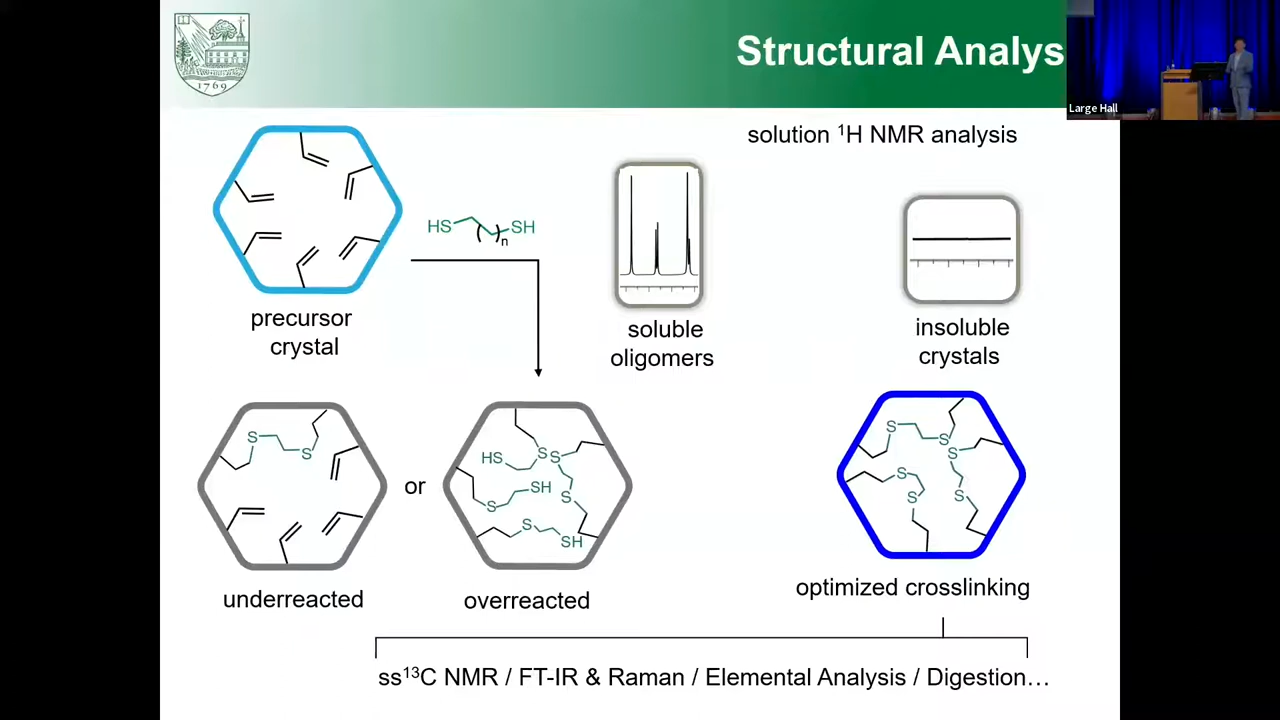 Structural Analys
Large Hall
1769
solution ¹H NMR analysis
HS
SH
n
precursor
crystal
soluble
oligomers
insoluble
crystals
S
S
or
HS
S
S
SH
S
S
S
SH
S
S
S
S
S
S
underreacted
overreacted
optimized crosslinking
ss¹³C NMR / FT-IR & Raman / Elemental Analysis / Digestion…